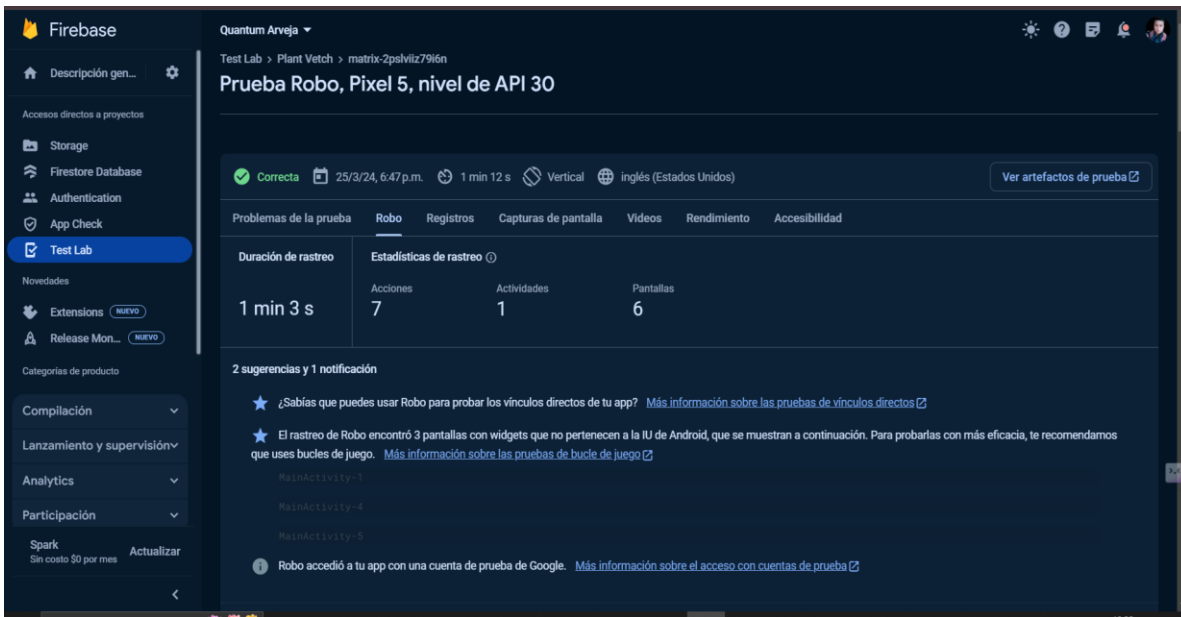 Firebase
Descripción gen...
Accesos directos a proyectos
Storage
Firestore Database
Authentication
App Check
Test Lab
Novedades
Extensions NUEVO
Release Mon... NUEVO
Categorías de producto
Compilación
Lanzamiento y supervisión
Analytics
Participación
Spark
Sin costo $0 por mes
Actualizar
Quantum Arveja
Test Lab > Plant Vetch > matrix-2pslviiz79i6n
Prueba Robo, Pixel 5, nivel de API 30
Correcta 25/3/24, 6:47 p.m. 1 min 12 s Vertical inglés (Estados Unidos)
Ver artefactos de prueba
Problemas de la prueba Robo Registros Capturas de pantalla Videos Rendimiento Accesibilidad
Duración de rastreo
1 min 3 s
Estadísticas de rastreo
Acciones Actividades Pantallas
7 1 6
2 sugerencias y 1 notificación
¿Sabías que puedes usar Robo para probar los vínculos directos de tu app? Más información sobre las pruebas de vínculos directos
El rastreo de Robo encontró 3 pantallas con widgets que no pertenecen a la IU de Android, que se muestran a continuación. Para probarlas con más eficacia, te recomendamos
que uses bucles de juego. Más información sobre las pruebas de bucle de juego
MainActivity-1
MainActivity-4
MainActivity-5
Robo accedió a tu app con una cuenta de prueba de Google. Más información sobre el acceso con cuentas de prueba